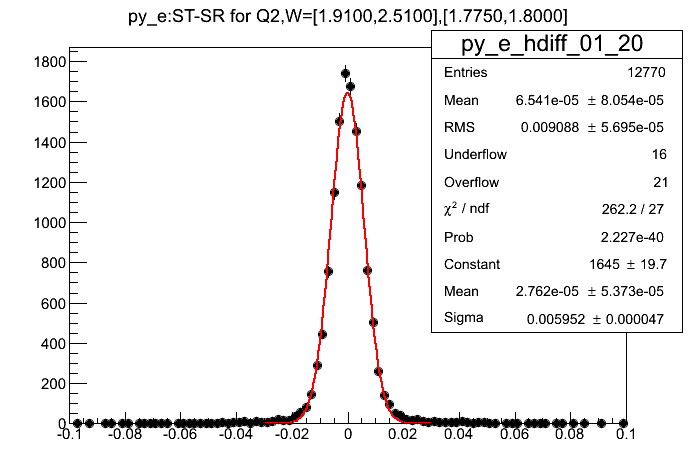 py_e:ST-SR for Q2,W=[1.9100,2.5100],[1.7750,1.8000]
py_e_hdiff_01_20
Entries 12770
Mean 6.541e-05 ± 8.054e-05
RMS 0.009088 ± 5.695e-05
Underflow 16
Overflow 21
χ² / ndf 262.2 / 27
Prob 2.227e-40
Constant 1645 ± 19.7
Mean 2.762e-05 ± 5.373e-05
Sigma 0.005952 ± 0.000047
1800
1600
1400
1200
1000
800
600
400
200
0
-0.1 -0.08 -0.06 -0.04 -0.02 0 0.02 0.04 0.06 0.08 0.1